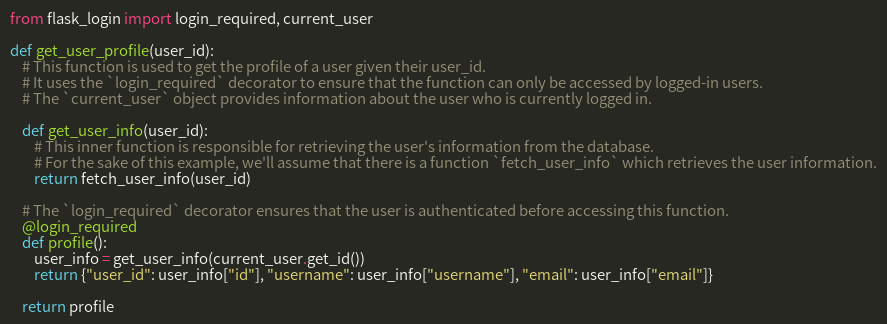 from flask_login import login_required, current_user
def get_user_profile(user_id):
# This function is used to get the profile of a user given their user_id.
# It uses the `login_required` decorator to ensure that the function can only be accessed by logged-in users.
# The `current_user` object provides information about the user who is currently logged in.
def get_user_info(user_id):
# This inner function is responsible for retrieving the user's information from the database.
# For the sake of this example, we'll assume that there is a function `fetch_user_info` which retrieves the user information.
return fetch_user_info(user_id)
# The `login_required` decorator ensures that the user is authenticated before accessing this function.
@login_required
def profile():
user_info = get_user_info(current_user.get_id())
return {"user_id": user_info["id"], "username": user_info["username"], "email": user_info["email"]}
return profile